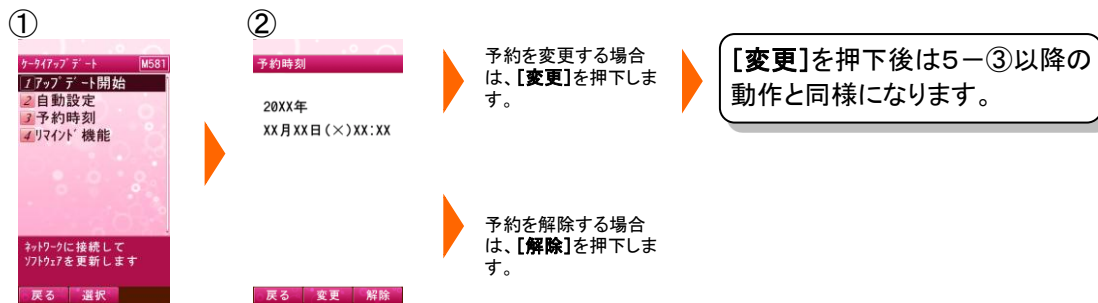 ①
ｹｰﾀｲｱｯﾌﾟﾃﾞｰﾄ M581
1 ｱｯﾌﾟﾃﾞｰﾄ開始
2 自動設定
3 予約時刻
4 ﾘﾏｲﾝﾄﾞ機能
ﾈｯﾄﾜｰｸに接続して
ｿﾌﾄｳｪｱを更新します
戻る 選択
②
予約時刻
20XX年
XX月XX日(×)XX:XX
戻る 変更 解除
予約を変更する場合
は、[変更]を押下しま
す。
[変更]を押下後は５－③以降の
動作と同様になります。
予約を解除する場合
は、[解除]を押下しま
す。